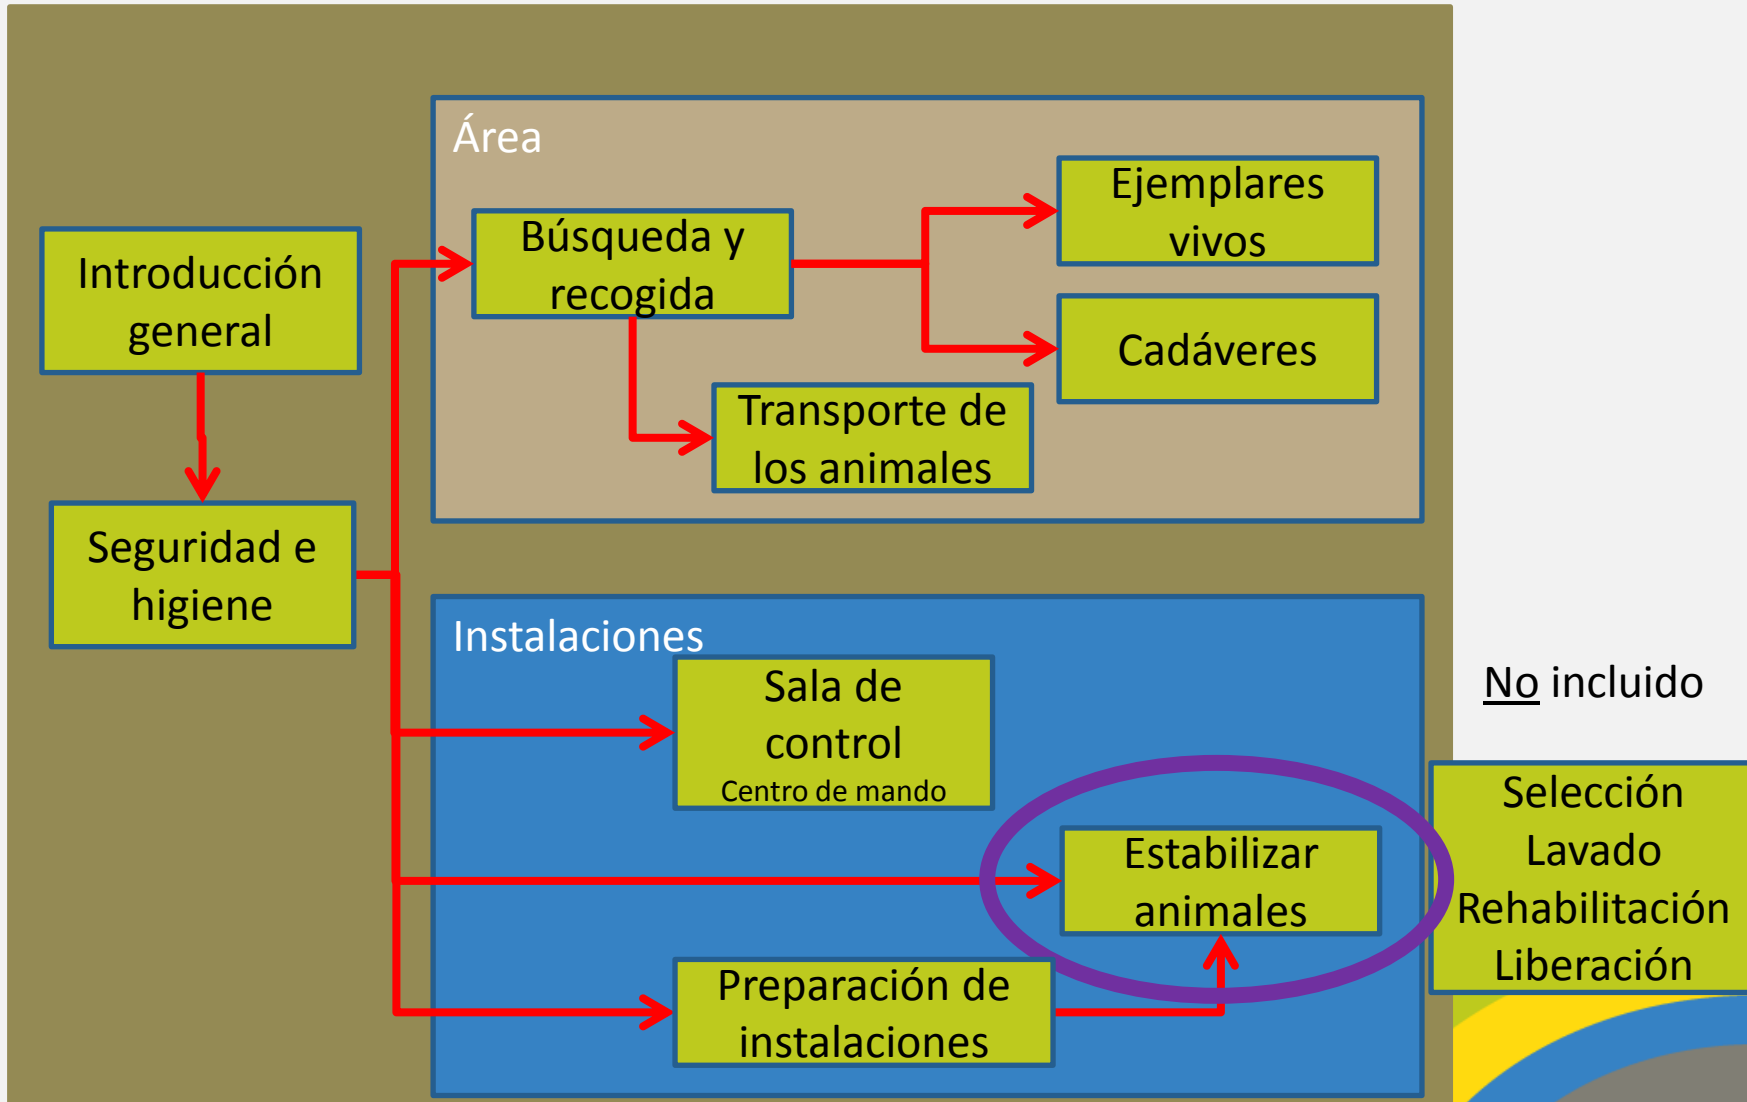 Área
Ejemplares
vivos
Búsqueda y
recogida
Introducción
general
Cadáveres
Transporte de
los animales
Seguridad e
higiene
Instalaciones
Sala de
control
Centro de mando
No incluido
Estabilizar
animales
Selección
Lavado
Rehabilitación
Liberación
Preparación de
instalaciones